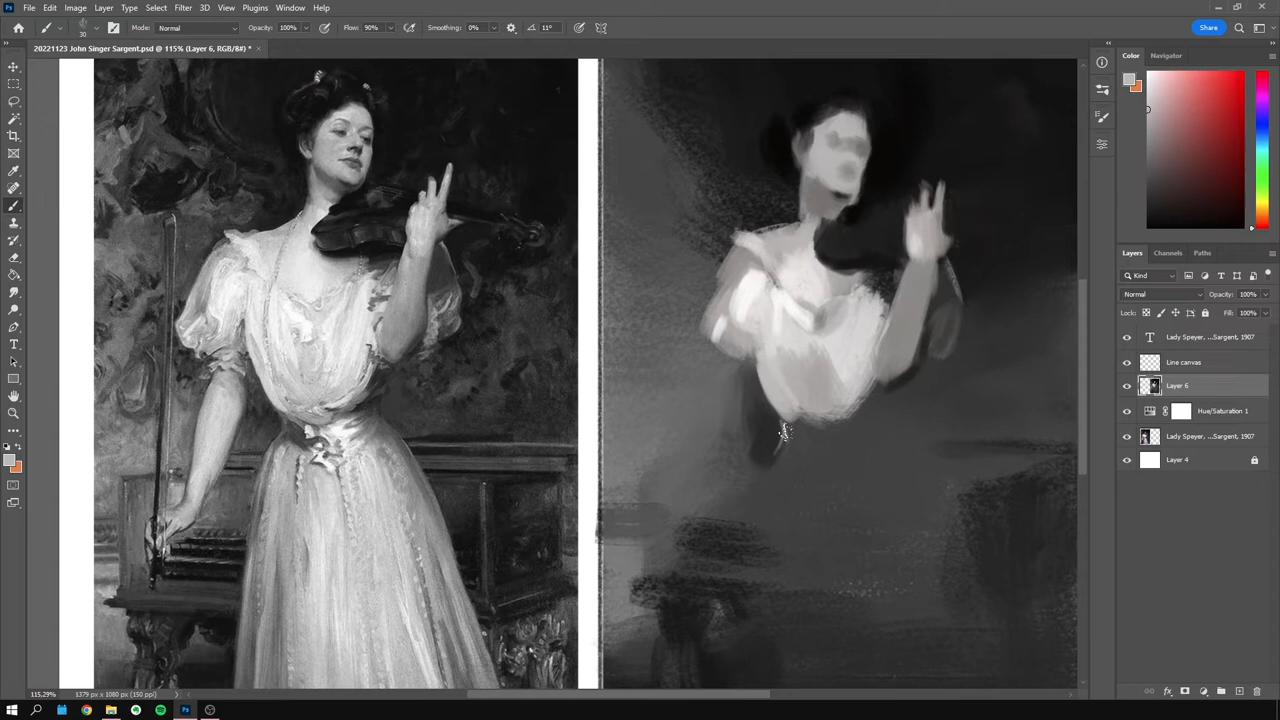 File Edit Image Layer Type Select Filter 3D View Plugins Window Help
30 Mode: Normal Opacity: 100% Flow: 90% Smoothing: 0% 11° Share
20221123 John Singer Sargent.psd @ 115% (Layer 6, RGB/8#) *
Color Navigator
Layers Channels Paths
Kind
Normal Opacity: 100%
Lock: Fill: 100%
Lady Speyer, ...Sargent, 1907
Line canvas
Layer 6
Hue/Saturation 1
Lady Speyer, ...Sargent, 1907
Layer 4
115,29% 1379 px x 1080 px (150 ppi)